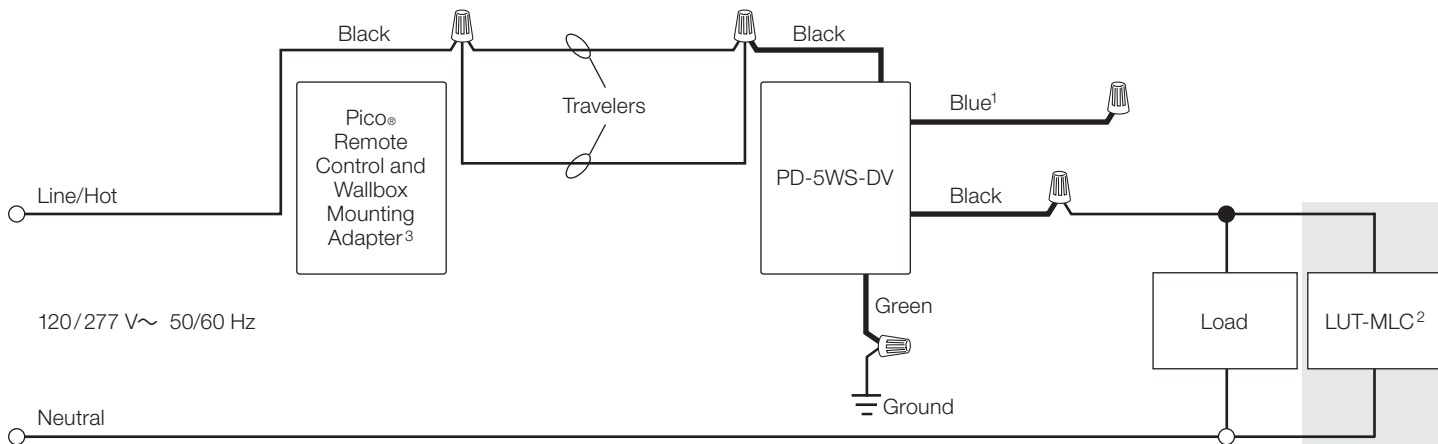 Black
Black
Travelers
Pico®
Remote
Control and
Wallbox
Mounting
Adapter3
PD-5WS-DV
Blue1
Black
Line/Hot
120/277 V~ 50/60 Hz
Green
Ground
Load
LUT-MLC2
Neutral